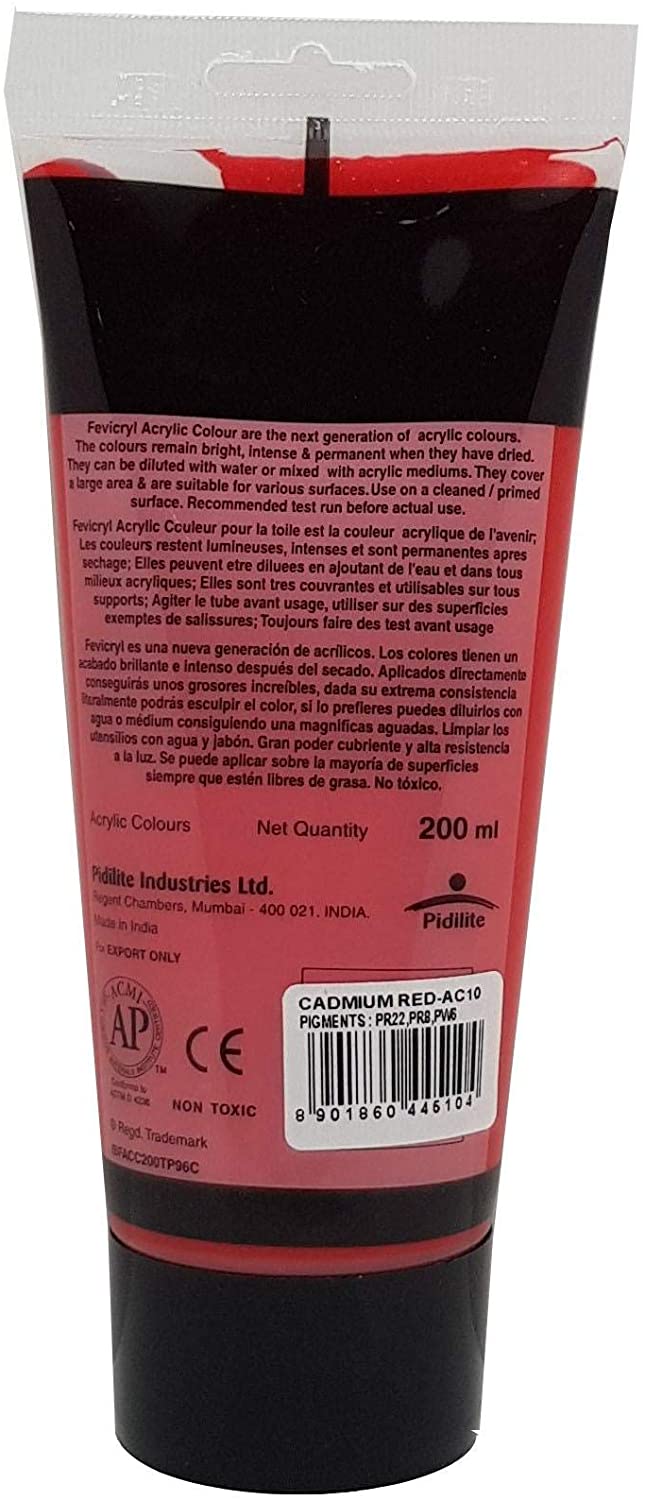 Fevicryl Acrylic Colour are the next generation of acrylic colours.
The colours remain bright, intense & permanent when they have dried.
They can be diluted with water or mixed with acrylic mediums. They cover
a large area & are suitable for various surfaces. Use on a cleaned / primed
surface. Recommended test run before actual use.
Fevicryl Acrylic Couleur pour la toile est la couleur acrylique de l'avenir;
Les couleurs restent lumineuses, intenses et sont permanentes apres
sechage; Elles peuvent etre diluees en ajoutant de l'eau et dans tous
milieux acryliques; Elles sont tres couvrantes et utilisables sur tous
supports; Agiter le tube avant usage, utiliser sur des superficies
exemptes de salissures; Toujours faire des test avant usage
Fevicryl es una nueva generación de acrílicos. Los colores tienen un
acabado brillante e intenso después del secado. Aplicados directamente
conseguirás unos grosores increíbles, dada su extrema consistencia
literalmente podrás esculpir el color, si lo prefieres puedes diluirlos con
agua o médium consiguiendo una magnificas aguadas. Limpiar los
utensilios con agua y jabón. Gran poder cubriente y alta resistencia
a la luz. Se puede aplicar sobre la mayoría de superficies
siempre que estén libres de grasa. No tóxico.
Acrylic Colours Net Quantity 200 ml
Pidilite Industries Ltd.
Regent Chambers, Mumbai - 400 021. INDIA.
Made in India
Pidilite
For EXPORT ONLY
CADMIUM RED-AC10
PIGMENTS : PR22,PR8,PW6
8 901860 445104
ACMI
AP
TM
CE
Conforms to
ASTM D 4236
NON TOXIC
® Regd. Trademark
BFACC200TP96C